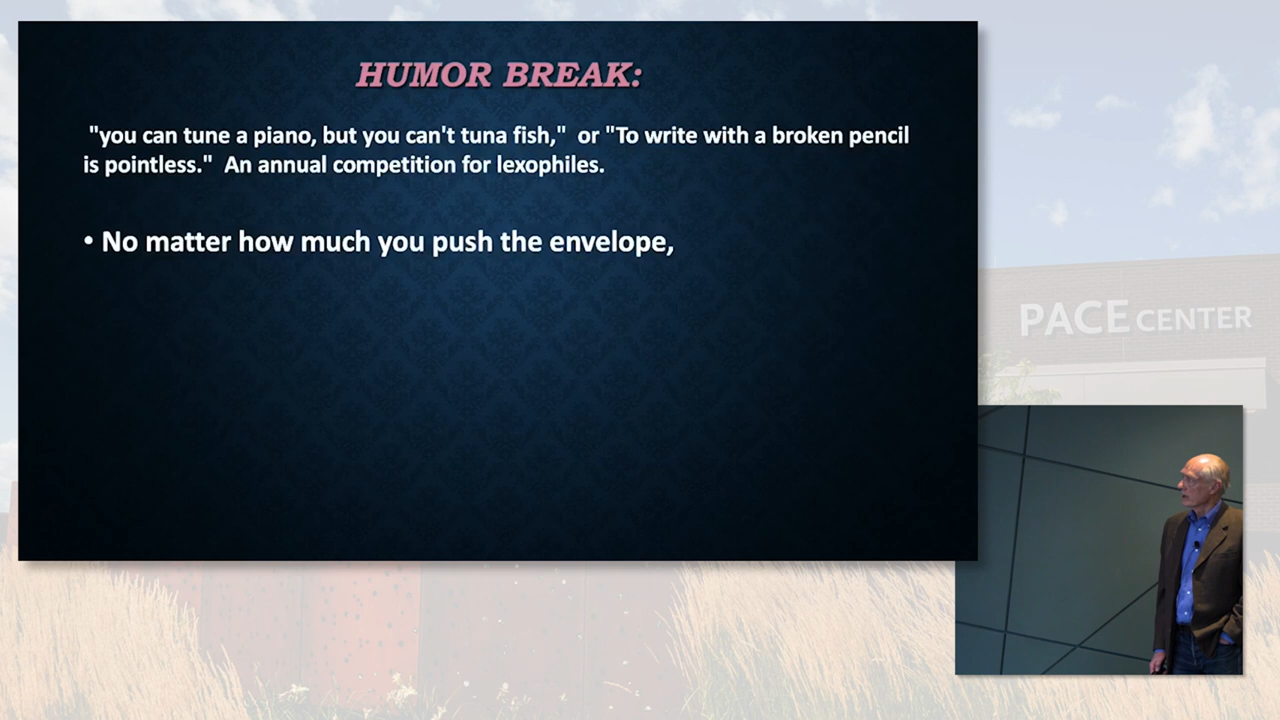 HUMOR BREAK:
"you can tune a piano, but you can't tuna fish,"  or "To write with a broken pencil
is pointless."  An annual competition for lexophiles.
• No matter how much you push the envelope,
PACE CENTER